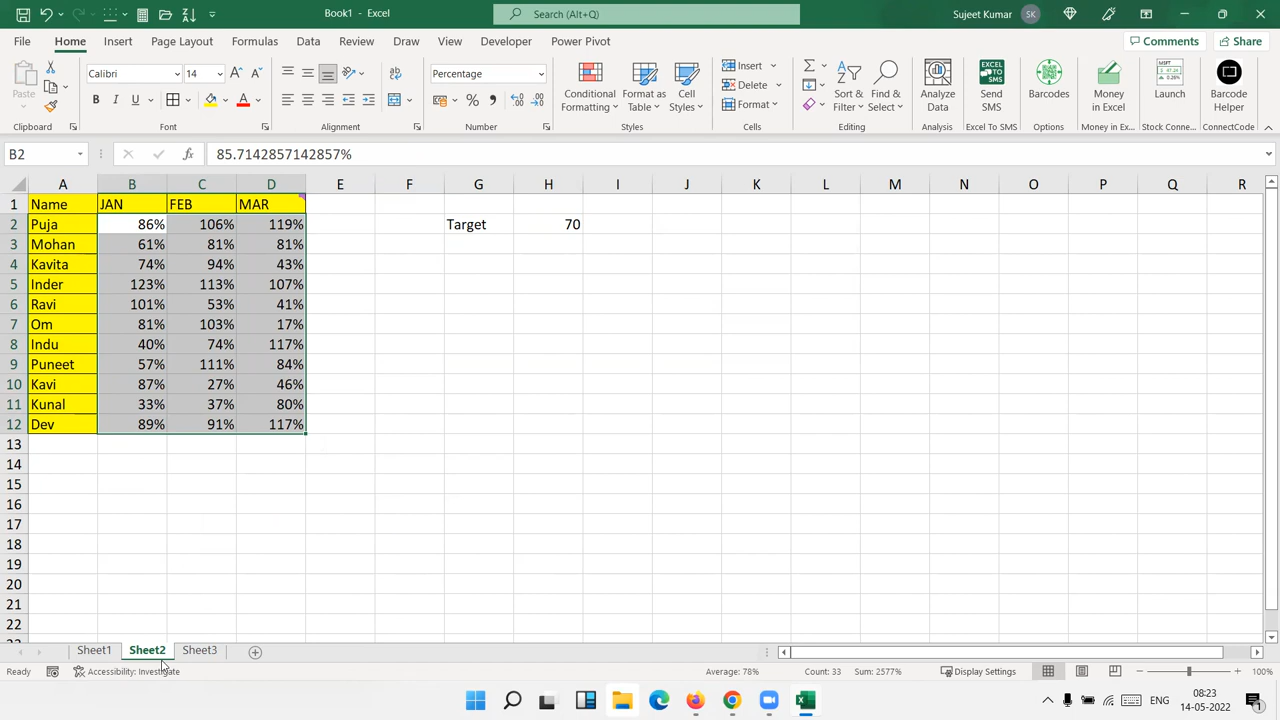 Book1 - Excel
Search (Alt+Q)
Sujeet Kumar
SK
File Home Insert Page Layout Formulas Data Review View Draw Developer Power Pivot
Comments
Share
Paste
Calibri 14
B I U
Percentage
Conditional Formatting
Format as Table
Cell Styles
Insert
Delete
Format
Sort & Filter
Find & Select
Analyze Data
Send SMS
Barcodes
Money in Excel
Launch
Barcode Helper
Clipboard Font Alignment Number Styles Cells Editing Analysis Excel To SMS Options Money in Ex... Stock Conne... ConnectCode
B2 fx 85.7142857142857%
A B C D E F G H I J K L M N O P Q R
1 Name JAN FEB MAR
2 Puja 86% 106% 119% Target 70
3 Mohan 61% 81% 81%
4 Kavita 74% 94% 43%
5 Inder 123% 113% 107%
6 Ravi 101% 53% 41%
7 Om 81% 103% 17%
8 Indu 40% 74% 117%
9 Puneet 57% 111% 84%
10 Kavi 87% 27% 46%
11 Kunal 33% 37% 80%
12 Dev 89% 91% 117%
13
14
15
16
17
18
19
20
21
22
Sheet1 Sheet2 Sheet3
Ready Accessibility: Investigate Average: 78% Count: 33 Sum: 2577% Display Settings 100%
ENG 08:23
14-05-2022